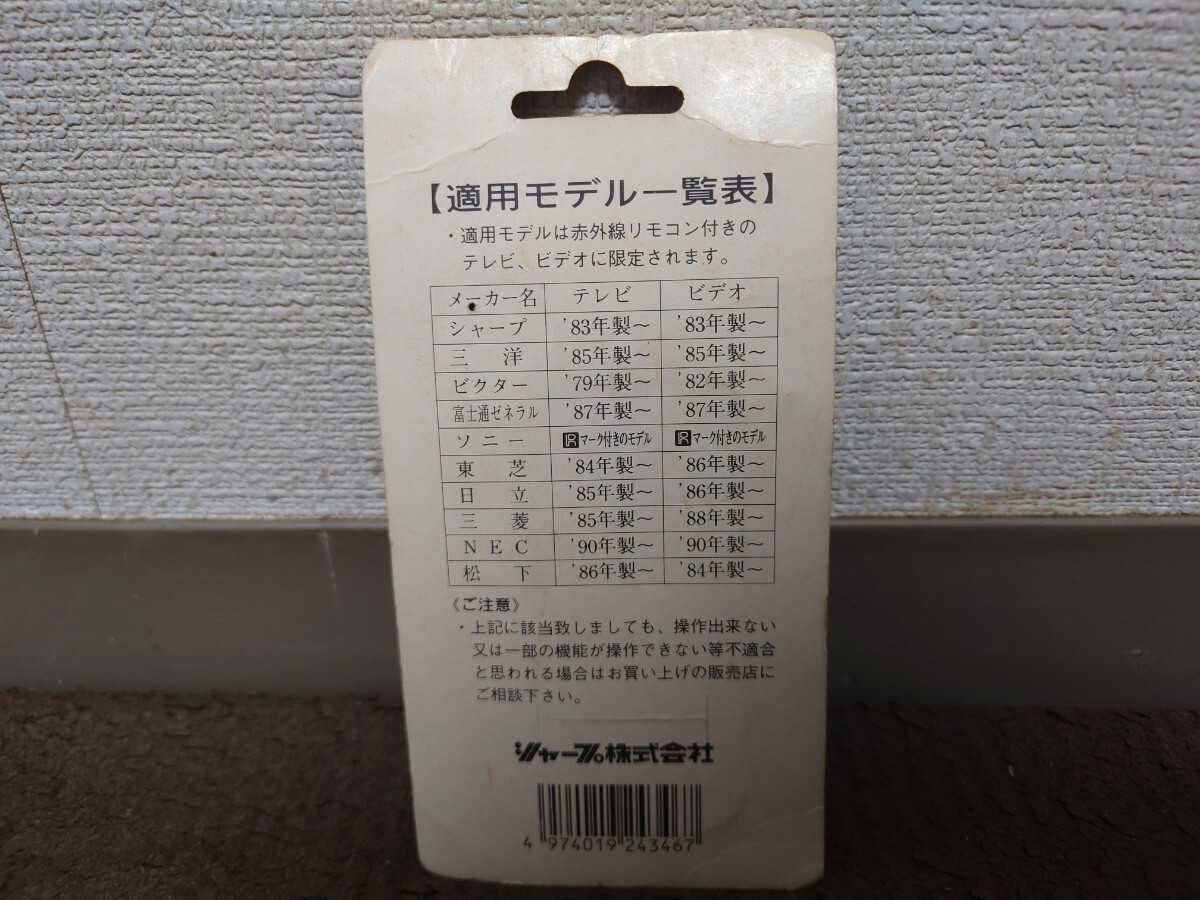 【適用モデル一覧表】
・適用モデルは赤外線リモコン付きの
テレビ、ビデオに限定されます。
メーカー名 テレビ ビデオ
シャープ '83年製～ '83年製～
三洋 '85年製～ '85年製～
ビクター '79年製～ '82年製～
富士通ゼネラル '87年製～ '87年製～
ソニー IRマーク付きのモデル IRマーク付きのモデル
東芝 '84年製～ '86年製～
日立 '85年製～ '86年製～
三菱 '85年製～ '88年製～
NEC '90年製～ '90年製～
松下 '86年製～ '84年製～
《ご注意》
・上記に該当致しましても、操作出来ない
又は一部の機能が操作できない等不適合
と思われる場合はお買い上げの販売店に
ご相談下さい。
シャープ株式会社
4 974019 243467